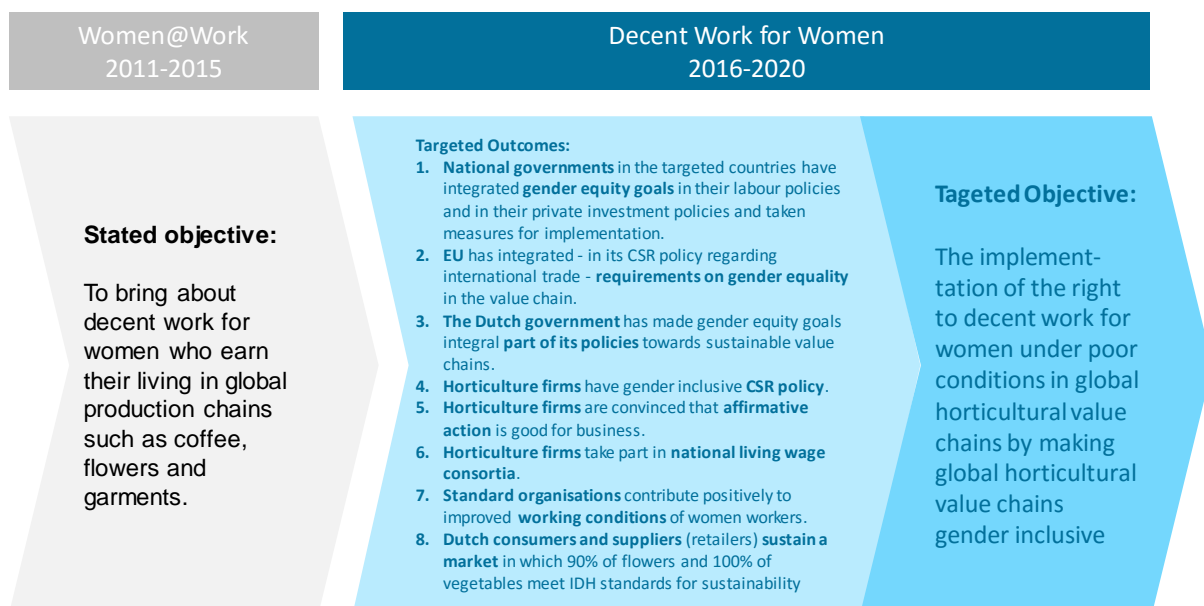 Women@Work
2011-2015
Decent Work for Women
2016-2020
Stated objective:
To bring about
decent work for
women who earn
their living in global
production chains
such as coffee,
flowers and
garments.
Targeted Outcomes:
1. National governments in the targeted countries have
integrated gender equity goals in their labour policies
and in their private investment policies and taken
measures for implementation.
2. EU has integrated - in its CSR policy regarding
international trade - requirements on gender equality
in the value chain.
3. The Dutch government has made gender equity goals
integral part of its policies towards sustainable value
chains.
4. Horticulture firms have gender inclusive CSR policy.
5. Horticulture firms are convinced that affirmative
action is good for business.
6. Horticulture firms take part in national living wage
consortia.
7. Standard organisations contribute positively to
improved working conditions of women workers.
8. Dutch consumers and suppliers (retailers) sustain a
market in which 90% of flowers and 100% of
vegetables meet IDH standards for sustainability
Tageted Objective:
The implemen-
tation of the right
to decent work for
women under poor
conditions in global
horticultural value
chains by making
global horticultural
value chains
gender inclusive